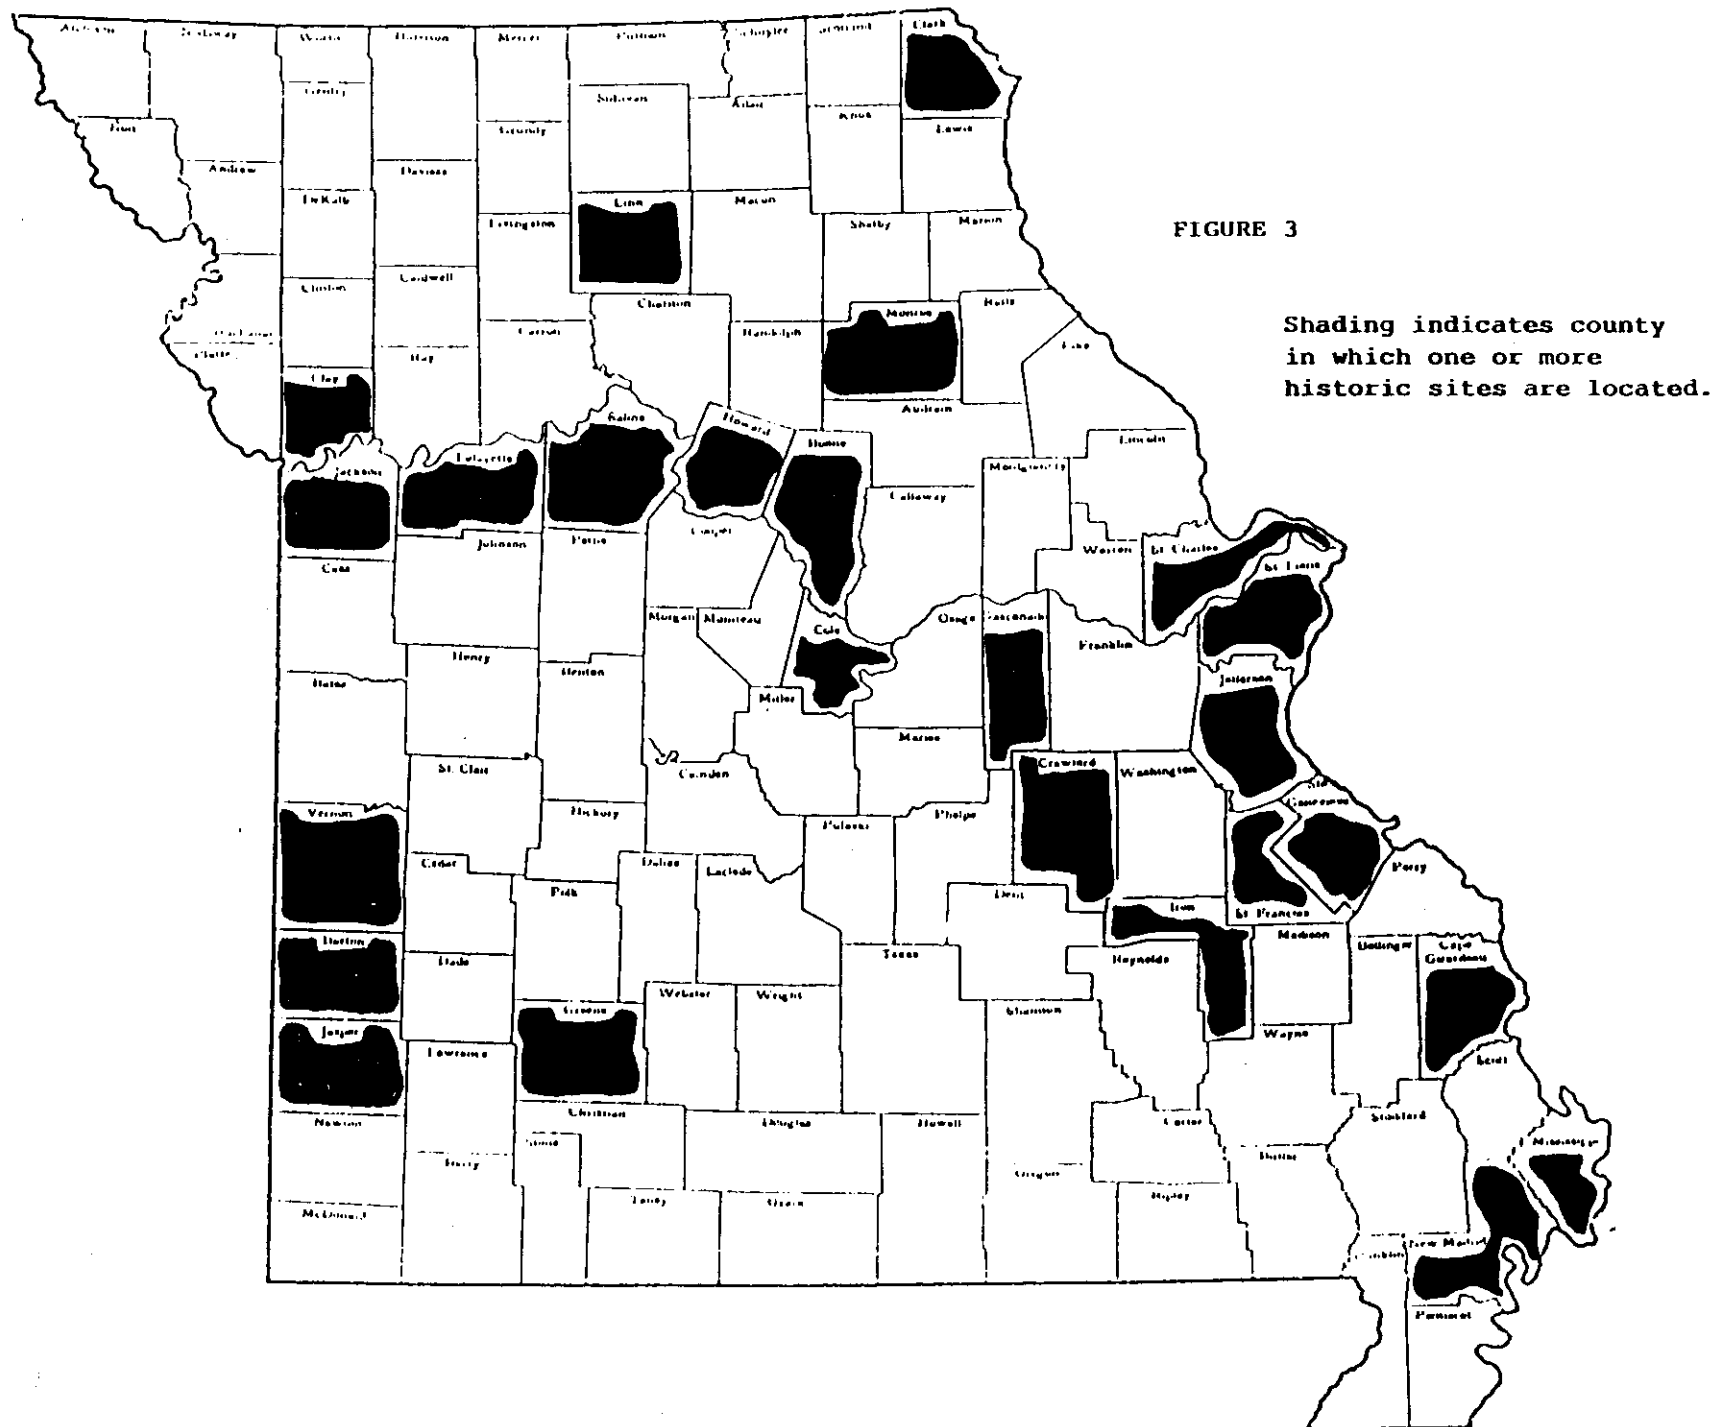 Clark
Harrison
Mercer
Putnam
Schuyler
Gentry
Sullivan
Adair
Knox
Grundy
Lewis
Holt
Andrew
Daviess
DeKalb
Linn
Macon
Livingston
Shelby
Marion
FIGURE 3
Clinton
Caldwell
Chariton
Ralls
Monroe
Carroll
Randolph
Shading indicates county
in which one or more
historic sites are located.
Platte
Ray
Pike
Clay
Audrain
Saline
Howard
Boone
Lincoln
Lafayette
Jackson
Montgomery
Callaway
Cooper
Johnson
Pettis
Warren
St. Charles
St. Louis
Cass
Morgan
Moniteau
Osage
Gasconade
Cole
Franklin
Henry
Benton
Bates
Jefferson
Miller
Maries
St. Clair
Camden
Crawford
Washington
Ste
Genevieve
Vernon
Hickory
Pulaski
Phelps
Cedar
Dallas
Laclede
Perry
Polk
Dent
Iron
St Francois
Barton
Madison
Bollinger
Cape
Girardeau
Dade
Texas
Reynolds
Webster
Wright
Greene
Shannon
Jasper
Wayne
Lawrence
Scott
Newton
Christian
Douglas
Howell
Carter
Stoddard
Stone
Mississippi
Barry
Butler
Oregon
Taney
Ozark
Ripley
McDonald
New Madrid
Pemiscot